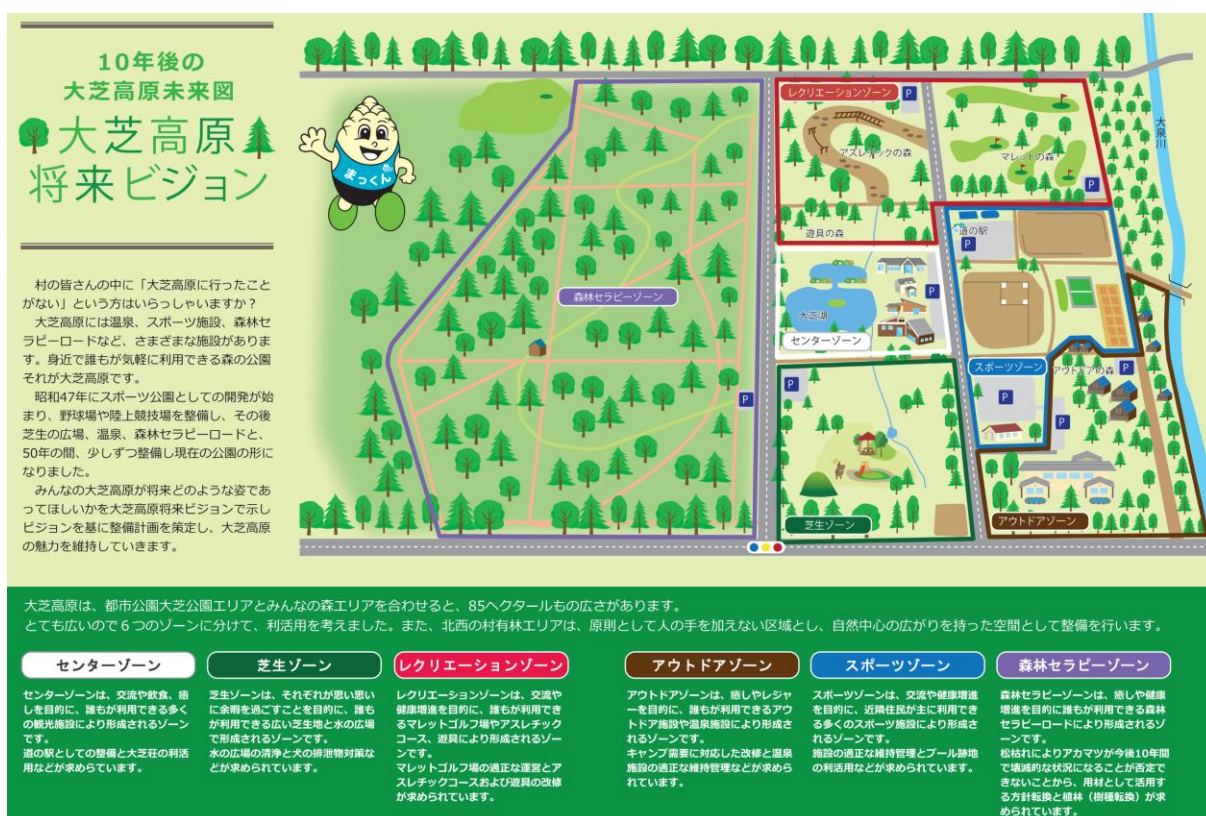 10年後の
大芝高原未来図
大芝高原
将来ビジョン
村の皆さんの中に「大芝高原に行ったこと
がない」という方はいらっしゃいますか？
大芝高原には温泉、スポーツ施設、森林セ
ラピーロードなど、さまざまな施設がありま
す。身近で誰もが気軽に利用できる森の公園
それが大芝高原です。
昭和47年にスポーツ公園としての開発が始
まり、野球場や陸上競技場を整備し、その後
芝生の広場、温泉、森林セラピーロードと、
50年の間、少しずつ整備し現在の公園の形に
なりました。
みんなの大芝高原が将来どのような姿であ
ってほしいかを大芝高原将来ビジョンで示し
ビジョンを基に整備計画を策定し、大芝高原
の魅力を維持していきます。
まっくん
レクリエーションゾーン
P
アスレチックの森
マレットの森
P
大泉川
遊具の森
道の駅
P
森林セラピーゾーン
大芝湖
P
センターゾーン
スポーツゾーン
アウトドアの森
P
P
P
P
P
芝生ゾーン
アウトドアゾーン
大芝高原は、都市公園大芝公園エリアとみんなの森エリアを合わせると、85ヘクタールもの広さがあります。
とても広いので６つのゾーンに分けて、利活用を考えました。また、北西の村有林エリアは、原則として人の手を加えない区域とし、自然中心の広がりを持った空間として整備を行います。
センターゾーン
センターゾーンは、交流や飲食、癒
しを目的に、誰もが利用できる多く
の観光施設により形成されるゾーン
です。
道の駅としての整備と大芝荘の利活
用などが求めらています。
芝生ゾーン
芝生ゾーンは、それぞれが思い思い
に余暇を過ごすことを目的に、誰も
が利用できる広い芝生地と水の広場
で形成されるゾーンです。
水の広場の清浄と犬の排泄物対策な
どが求められています。
レクリエーションゾーン
レクリエーションゾーンは、交流や
健康増進を目的に、誰もが利用でき
るマレットゴルフ場やアスレチック
コース、遊具により形成されるゾー
ンです。
マレットゴルフ場の適正な運営とア
スレチックコースおよび遊具の改修
が求められています。
アウトドアゾーン
アウトドアゾーンは、癒しやレジャ
ーを目的に、誰もが利用できるアウ
トドア施設や温泉施設により形成さ
れるゾーンです。
キャンプ需要に対応した改修と温泉
施設の適正な維持管理などが求めら
れています。
スポーツゾーン
スポーツゾーンは、交流や健康増進
を目的に、近隣住民が主に利用でき
る多くのスポーツ施設により形成さ
れるゾーンです。
施設の適正な維持管理とプール跡地
の利活用などが求められています。
森林セラピーゾーン
森林セラピーゾーンは、癒しや健康
増進を目的に誰もが利用できる森林
セラピーロードにより形成されるゾ
ーンです。
松枯れによりアカマツが今後10年間
で壊滅的な状況になることが否定で
きないことから、用材として活用す
る方針転換と植林（樹種転換）が求
められています。